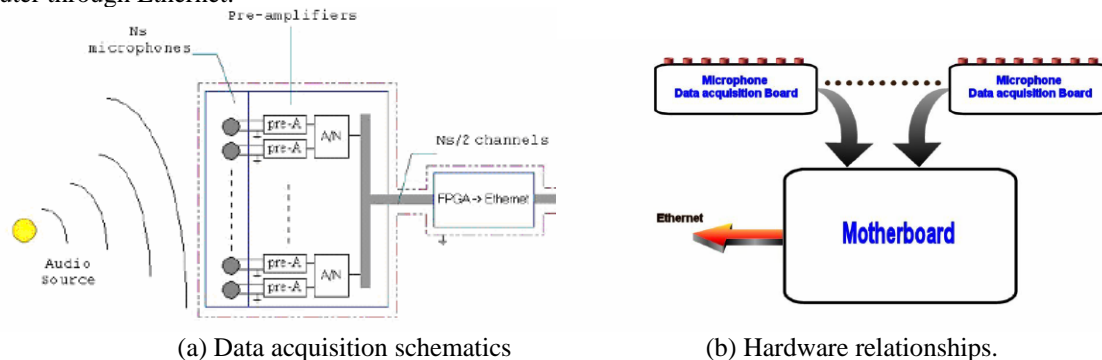 uter through Ethernet.
Pre-amplifiers
Ns
microphones
pre-A
pre-A
A/N
Ns/2 channels
FPGA→Ethernet
Audio
source
pre-A
pre-A
A/N
(a) Data acquisition schematics
Microphone
Data acquisition Board
Microphone
Data acquisition Board
Ethernet
Motherboard
(b) Hardware relationships.